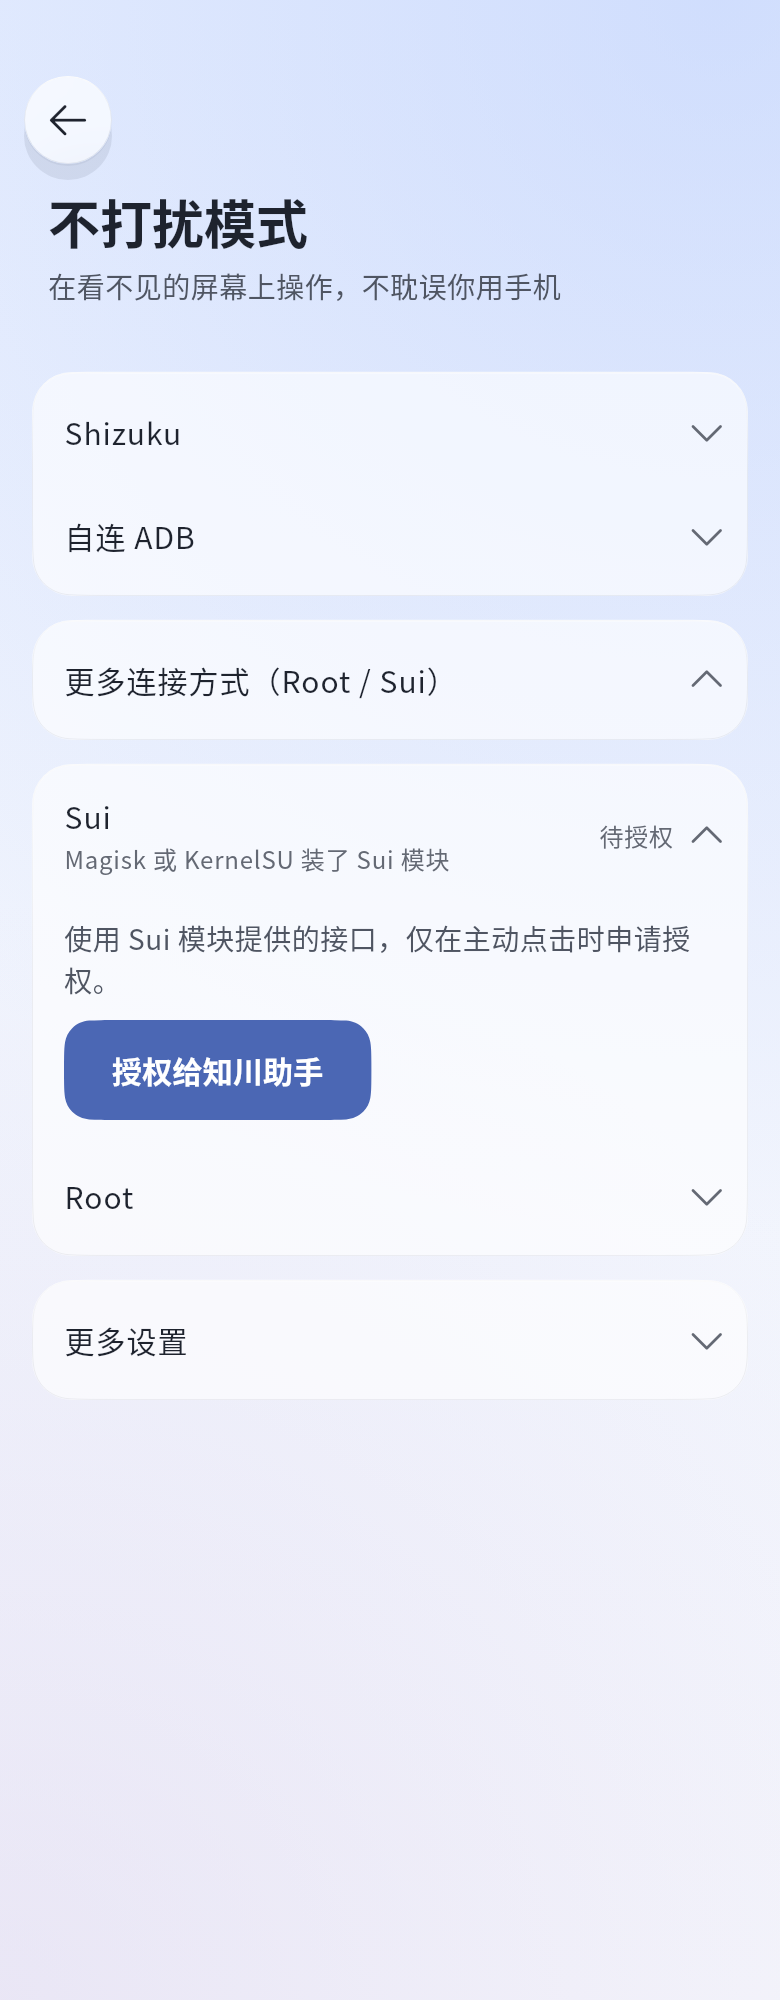 不打扰模式
在看不见的屏幕上操作，不耽误你用手机
Shizuku
自连 ADB
更多连接方式（Root / Sui）
Sui
Magisk 或 KernelSU 装了 Sui 模块
待授权
使用 Sui 模块提供的接口，仅在主动点击时申请授
权。
授权给知川助手
Root
更多设置